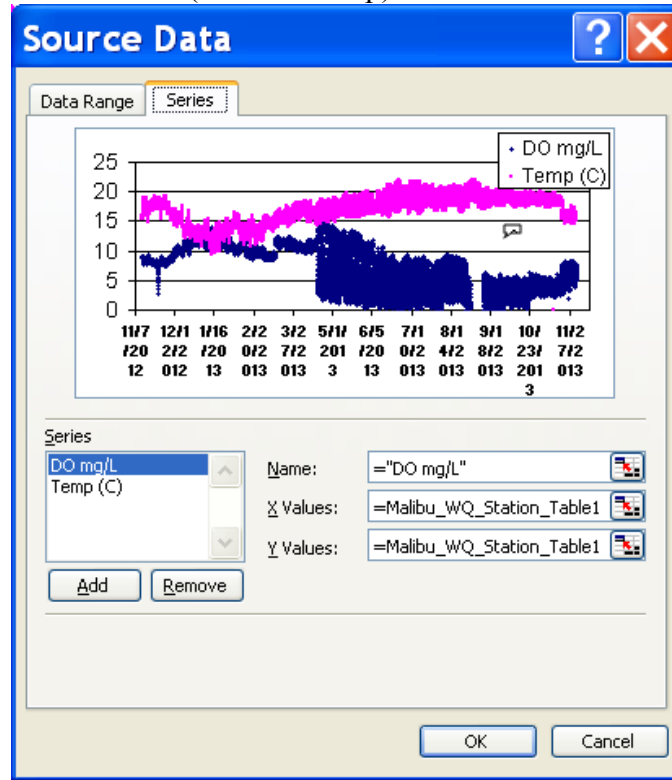 Source Data
Data Range Series
DO mg/L
Temp (C)
25
20
15
10
5
0
11/7 12/1 1/16 2/2 3/2 5/1/ 6/5 7/1 8/1 9/1 10/ 11/2
/20 2/2 /20 0/2 7/2 201 /20 0/2 4/2 8/2 23/ 7/2
12 012 13 013 013 3 13 013 013 013 201 013
3
Series
DO mg/L
Temp (C)
Name: ="DO mg/L"
X Values: =Malibu_WQ_Station_Table1
Y Values: =Malibu_WQ_Station_Table1
Add Remove
OK Cancel